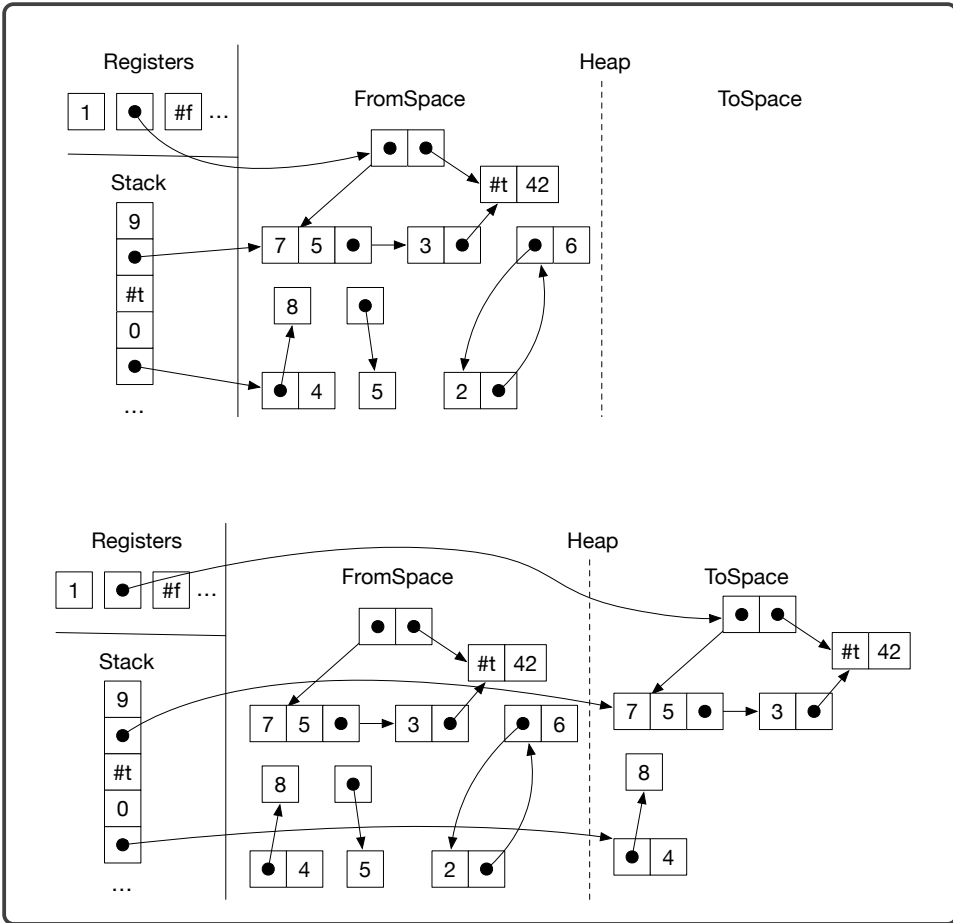 Registers
Heap
FromSpace
ToSpace
1 #f ...
#t 42
Stack
9
7 5 3 6
#t
8
0
4 5 2
...
Registers
Heap
FromSpace
ToSpace
1 #f ...
#t 42
#t 42
Stack
9
7 5 3 6 7 5 3
#t
8
8
0
4 5 2 4
...